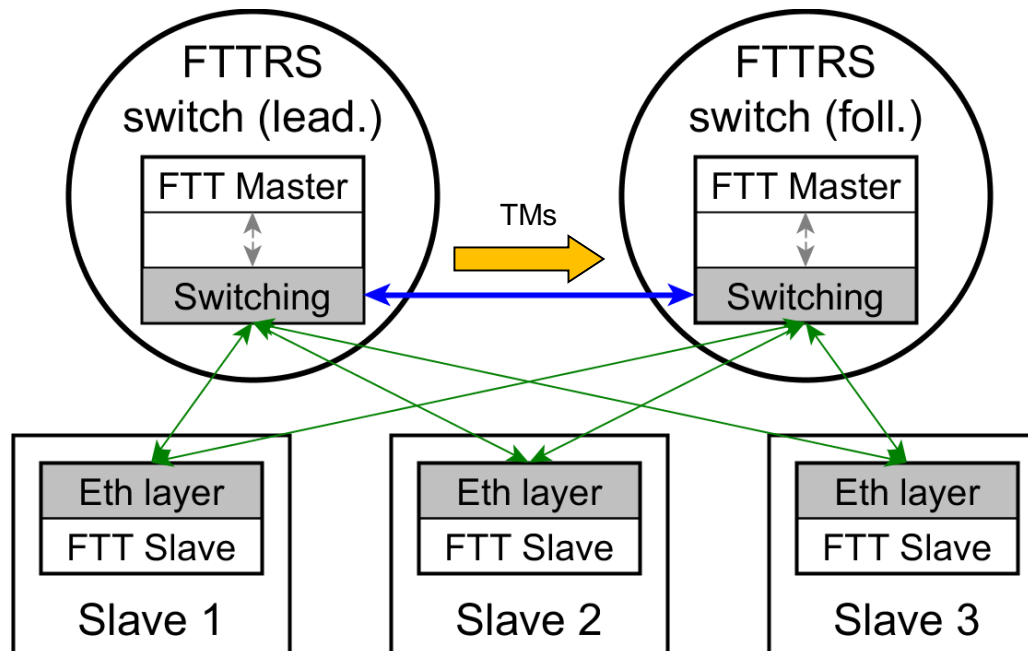 FTTRS
switch (lead.)
FTT Master
Switching
TMs
FTTRS
switch (foll.)
FTT Master
Switching
Eth layer
FTT Slave
Slave 1
Eth layer
FTT Slave
Slave 2
Eth layer
FTT Slave
Slave 3